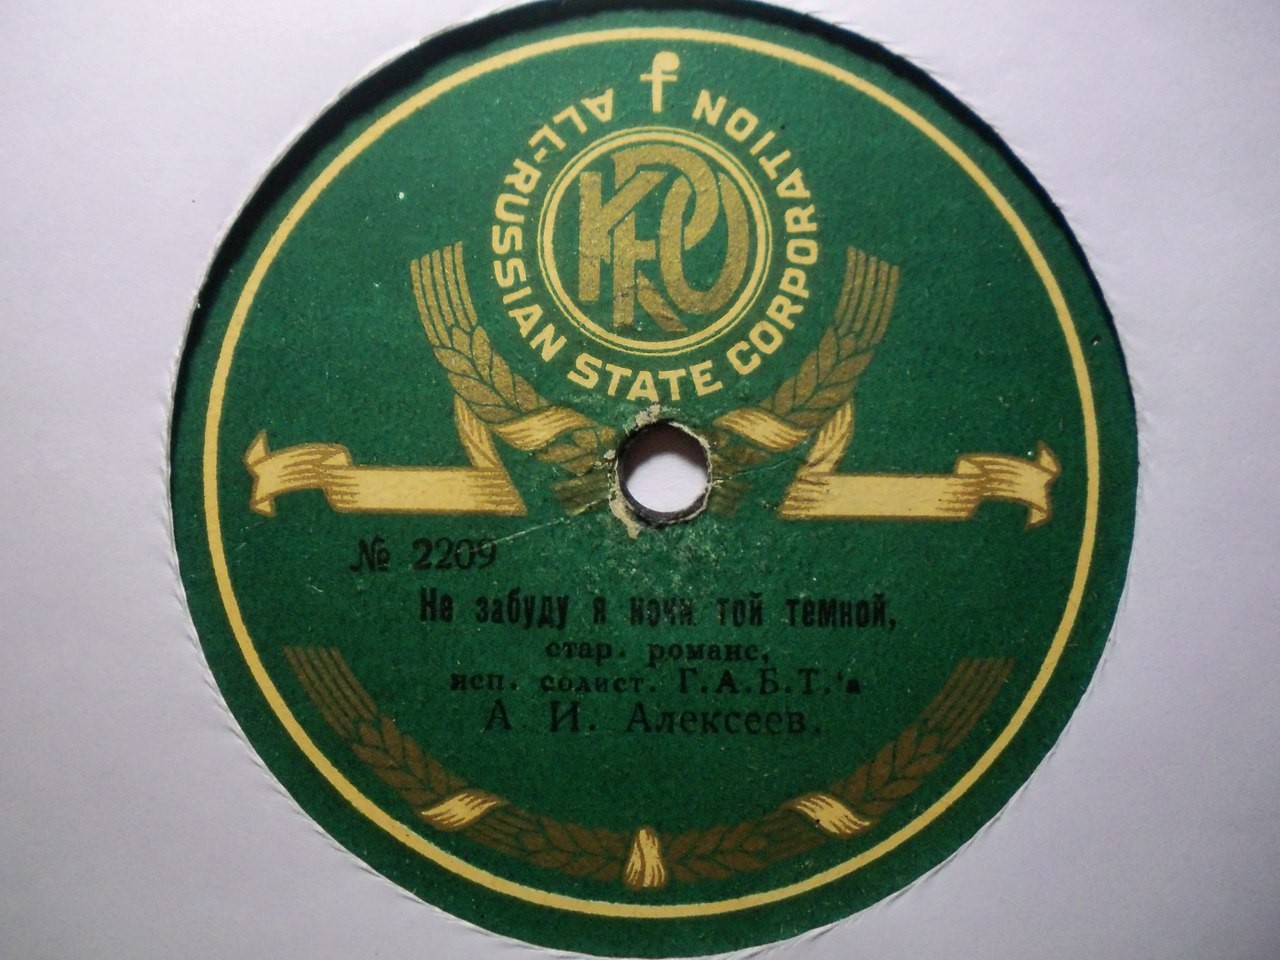 ALL-RUSSIAN STATE CORPORATION
№ 2209
Не забуду я ночи той темной,
стар. романс,
исп. солист. Г.А.Б.Т.'а
А. И. Алексеев.